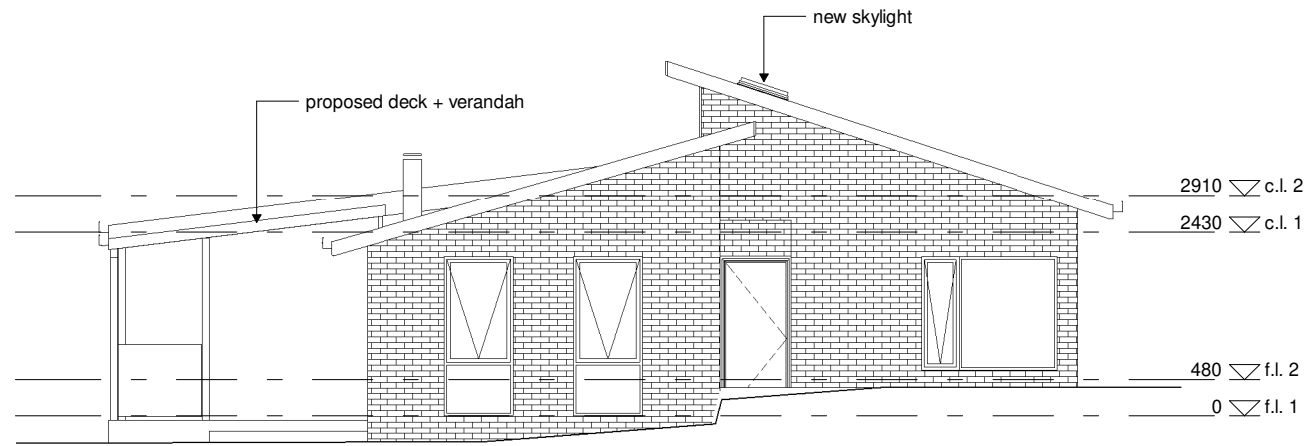 new skylight
proposed deck + verandah
2910 c.l. 2
2430 c.l. 1
480 f.l. 2
0 f.l. 1